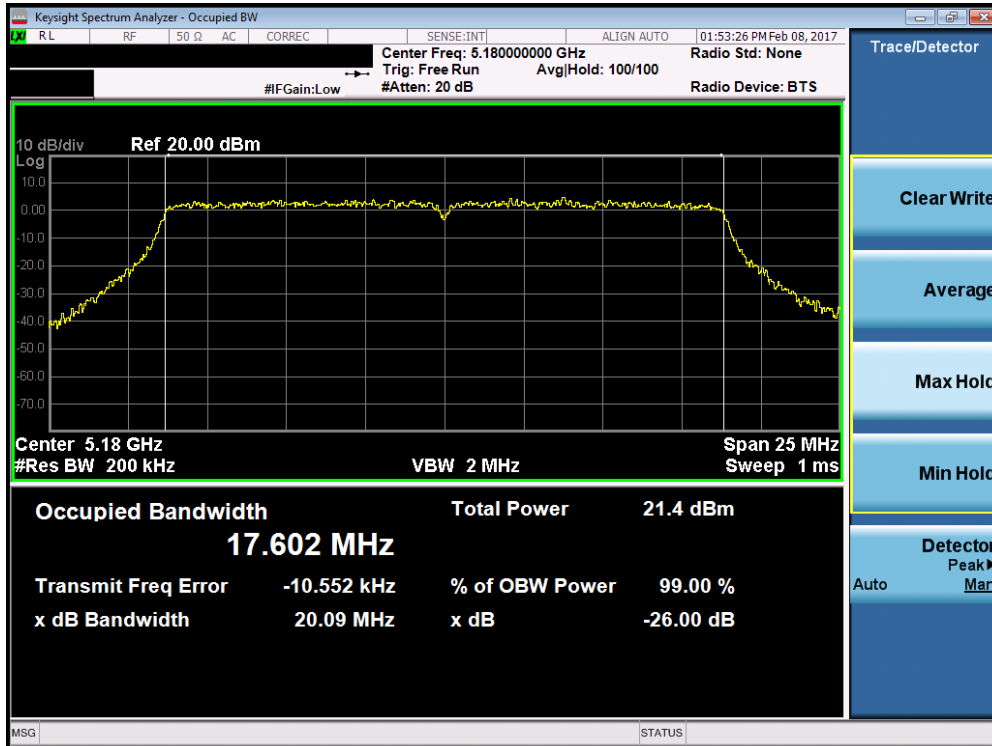 Keysight Spectrum Analyzer - Occupied BW
LXI RL RF 50 Ω AC CORREC SENSE:INT ALIGN AUTO 01:53:26 PM Feb 08, 2017
Center Freq: 5.180000000 GHz Radio Std: None
Trig: Free Run Avg|Hold: 100/100
#IFGain:Low #Atten: 20 dB Radio Device: BTS
10 dB/div Ref 20.00 dBm
Log
10.0
0.00
-10.0
-20.0
-30.0
-40.0
-50.0
-60.0
-70.0
Center 5.18 GHz Span 25 MHz
#Res BW 200 kHz VBW 2 MHz Sweep 1 ms
Occupied Bandwidth Total Power 21.4 dBm
17.602 MHz
Transmit Freq Error -10.552 kHz % of OBW Power 99.00 %
x dB Bandwidth 20.09 MHz x dB -26.00 dB
MSG STATUS
Trace/Detector
Clear Write
Average
Max Hold
Min Hold
Detector
Peak▶
Auto Man